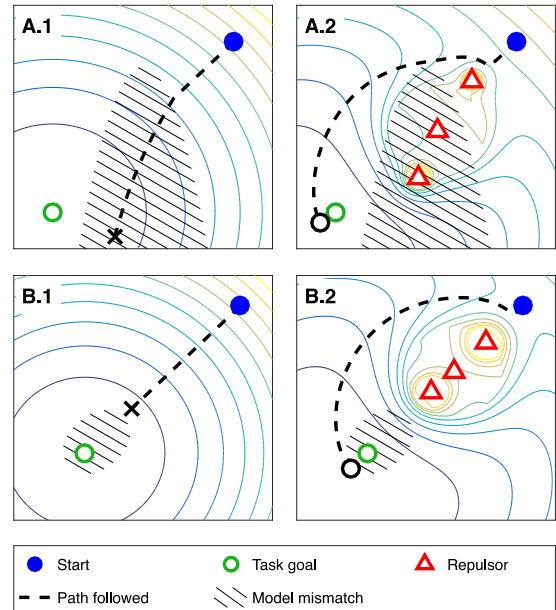 A.1
A.2
B.1
B.2
Start
Task goal
Repulsor
Path followed
Model mismatch